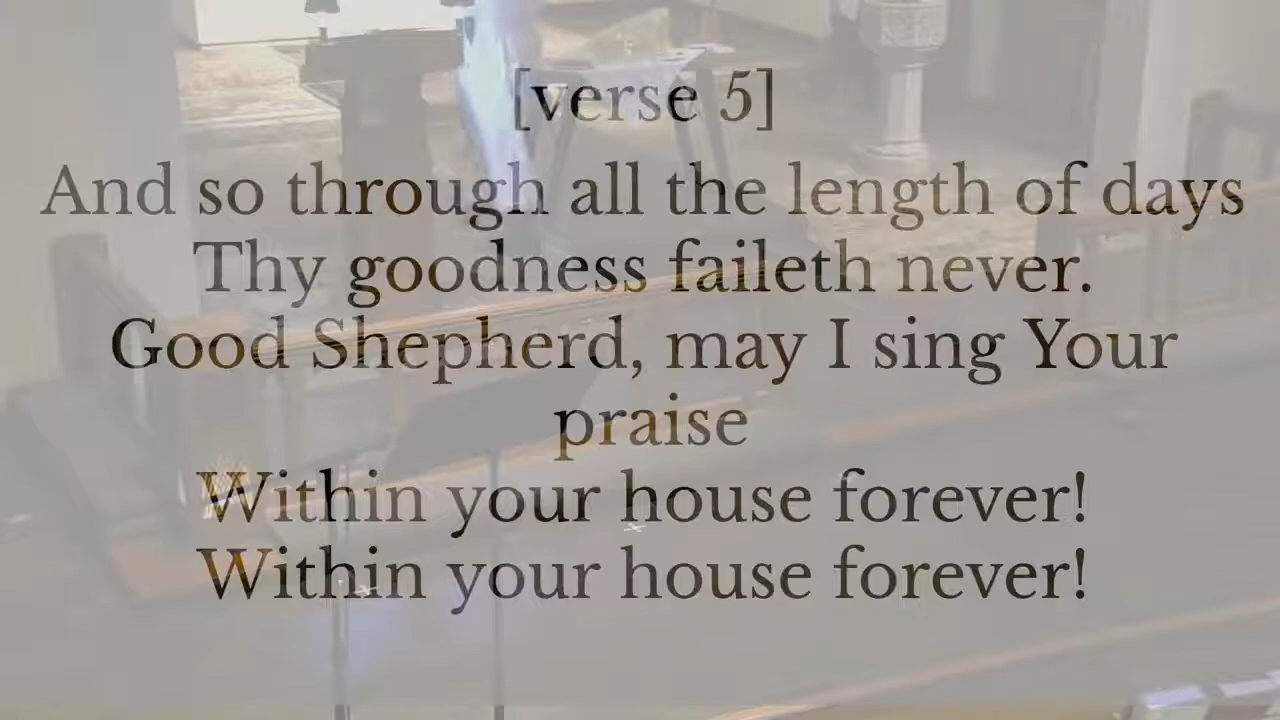 [verse 5]
And so through all the length of days
Thy goodness faileth never.
Good Shepherd, may I sing Your
praise
Within your house forever!
Within your house forever!